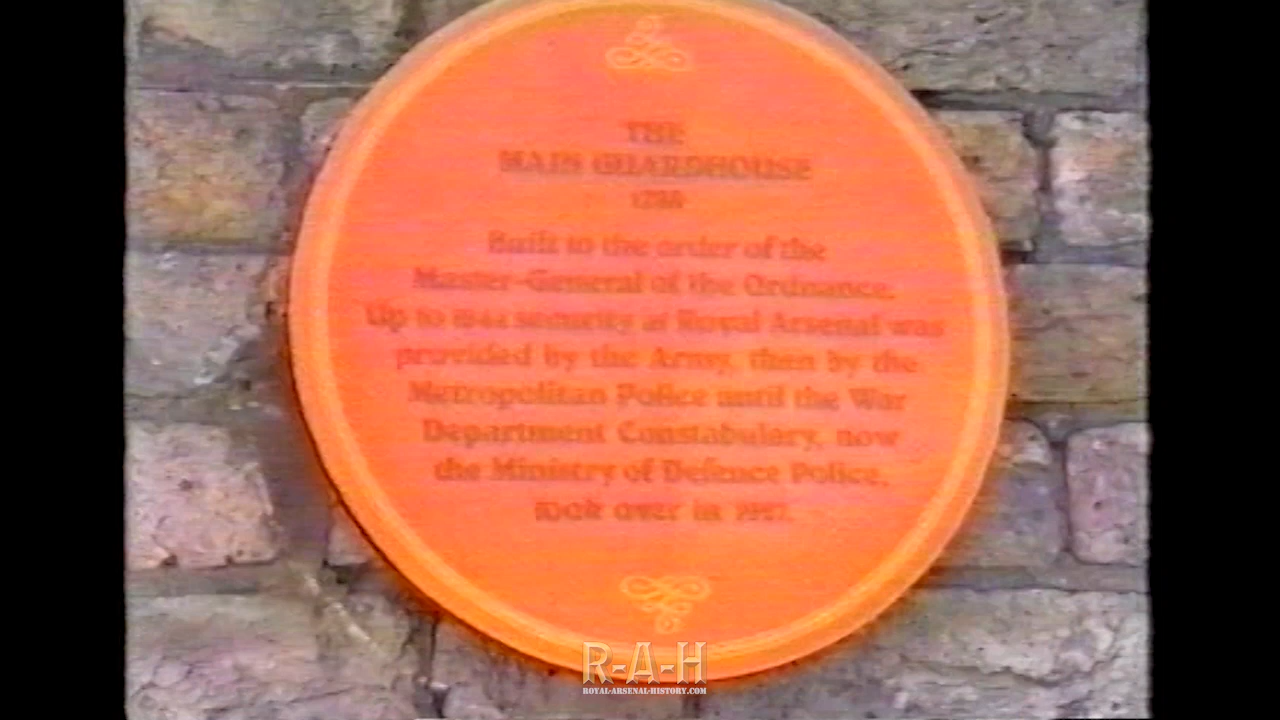 THE
MAIN GUARDHOUSE
Built to the order of the
Master-General of the Ordnance.
Up to security at Royal Arsenal was
provided by the Army, then by the
Metropolitan Police until the War
Department Constabulary, now
the Ministry of Defence Police,
took over in
R-A-H
ROYAL-ARSENAL-HISTORY.COM